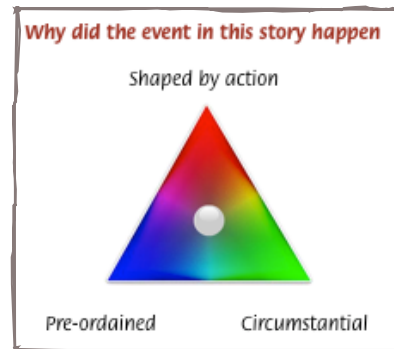 Why did the event in this story happen
Shaped by action
Pre-ordained
Circumstantial